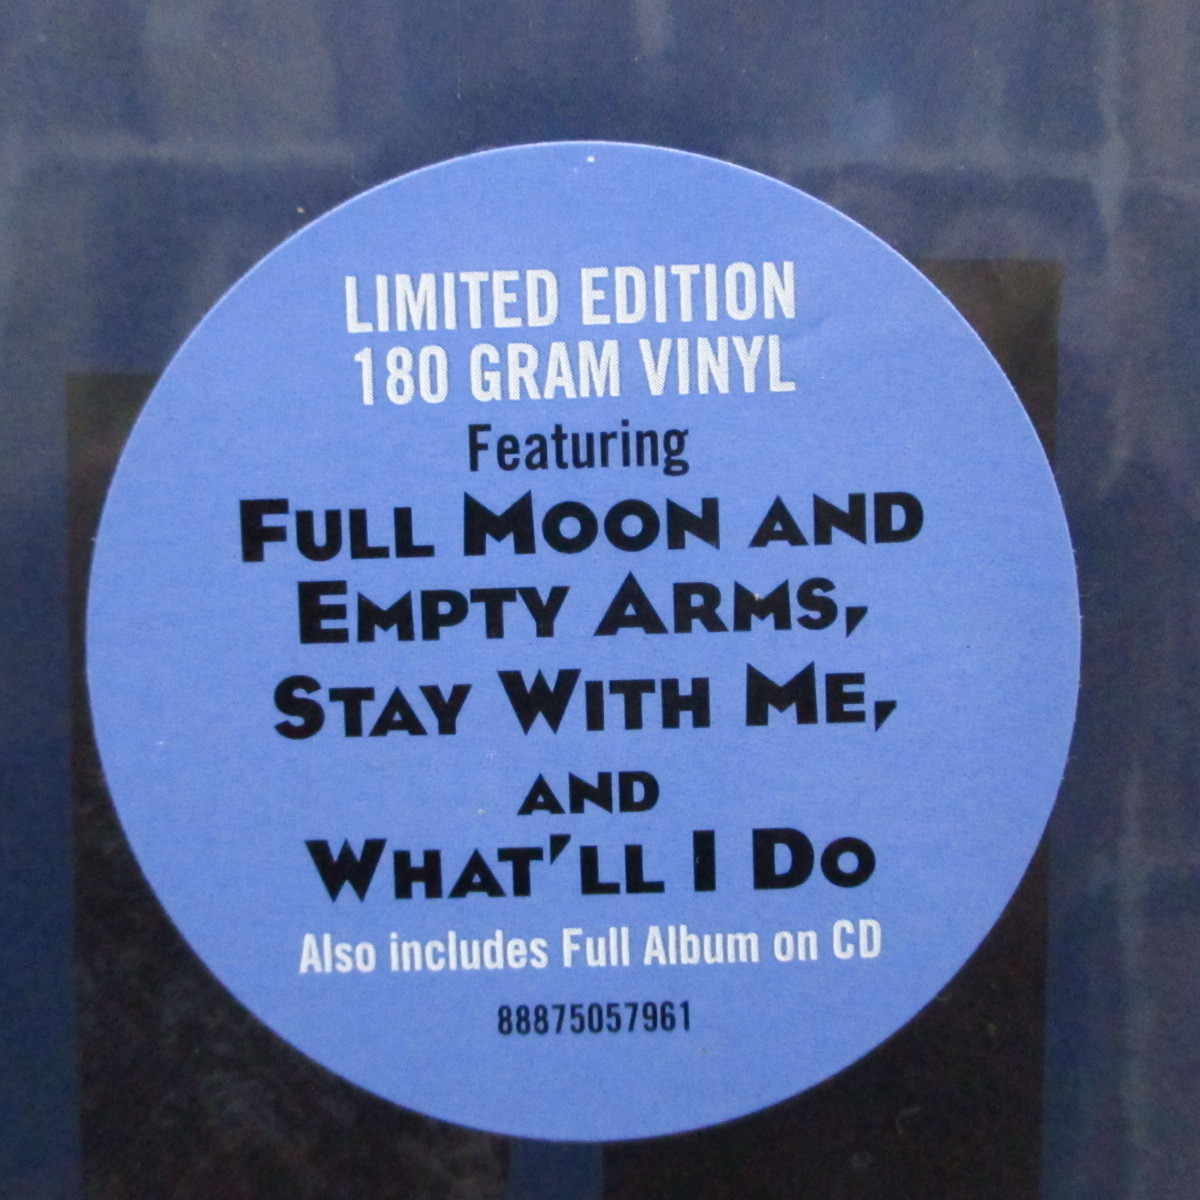 LIMITED EDITION
180 GRAM VINYL
Featuring
FULL MOON AND
EMPTY ARMS,
STAY WITH ME,
AND
WHAT'LL I DO
Also includes Full Album on CD
88875057961